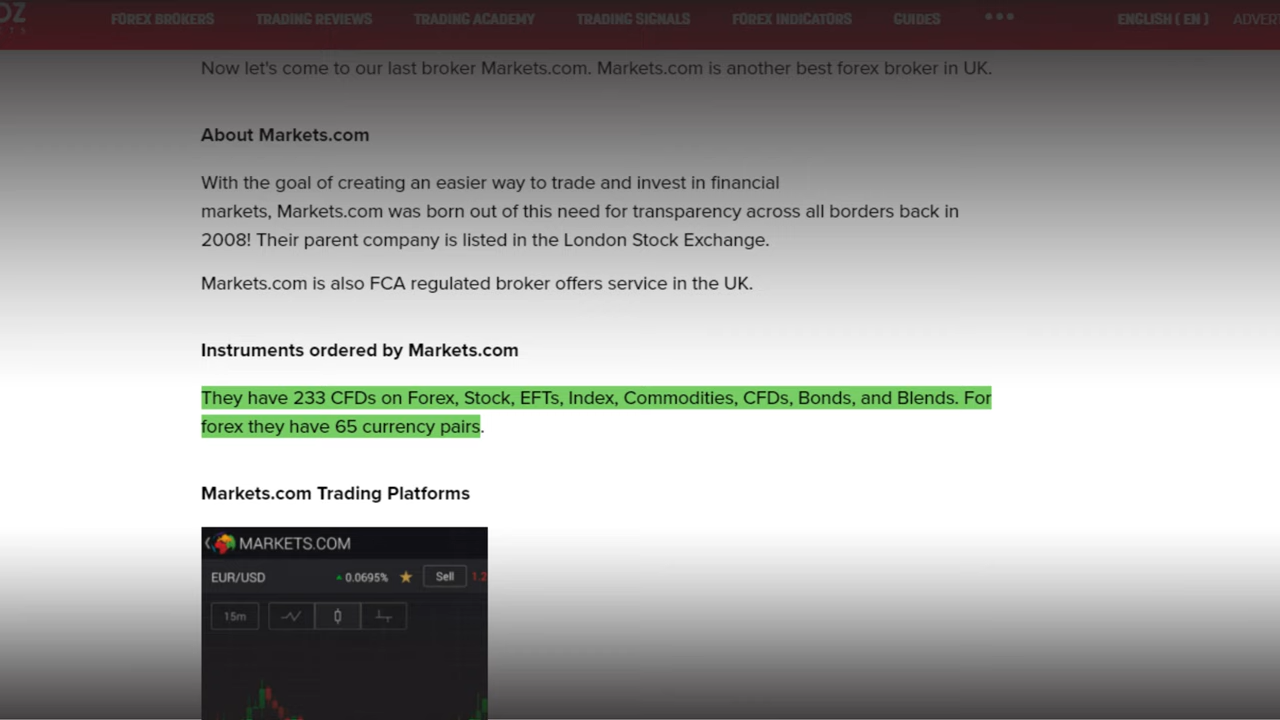 OZ
FOREX BROKERS TRADING REVIEWS TRADING ACADEMY TRADING SIGNALS FOREX INDICATORS GUIDES ••• ENGLISH ( EN )
Now let's come to our last broker Markets.com. Markets.com is another best forex broker in UK.
About Markets.com
With the goal of creating an easier way to trade and invest in financial
markets, Markets.com was born out of this need for transparency across all borders back in
2008! Their parent company is listed in the London Stock Exchange.
Markets.com is also FCA regulated broker offers service in the UK.
Instruments ordered by Markets.com
They have 233 CFDs on Forex, Stock, EFTs, Index, Commodities, CFDs, Bonds, and Blends. For
forex they have 65 currency pairs.
Markets.com Trading Platforms
MARKETS.COM
EUR/USD 0.0695% Sell 1.2
15m